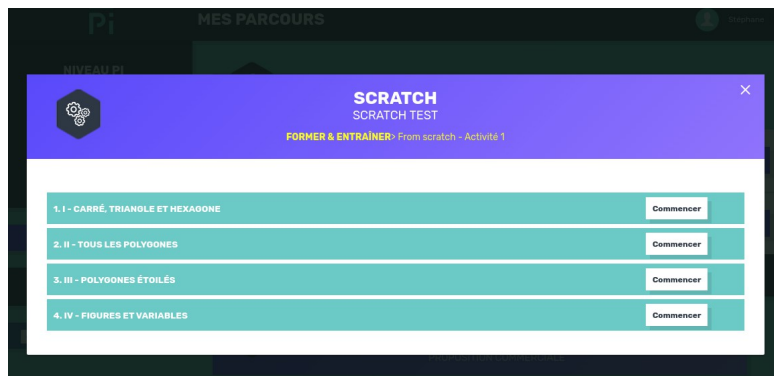 Pi
MES PARCOURS
Stéphane
NIVEAU PI
SCRATCH
SCRATCH TEST
FORMER & ENTRAÎNER> From scratch - Activité 1
1. I - CARRÉ, TRIANGLE ET HEXAGONE
Commencer
2. II - TOUS LES POLYGONES
Commencer
3. III - POLYGONES ÉTOILÉS
Commencer
4. IV - FIGURES ET VARIABLES
Commencer